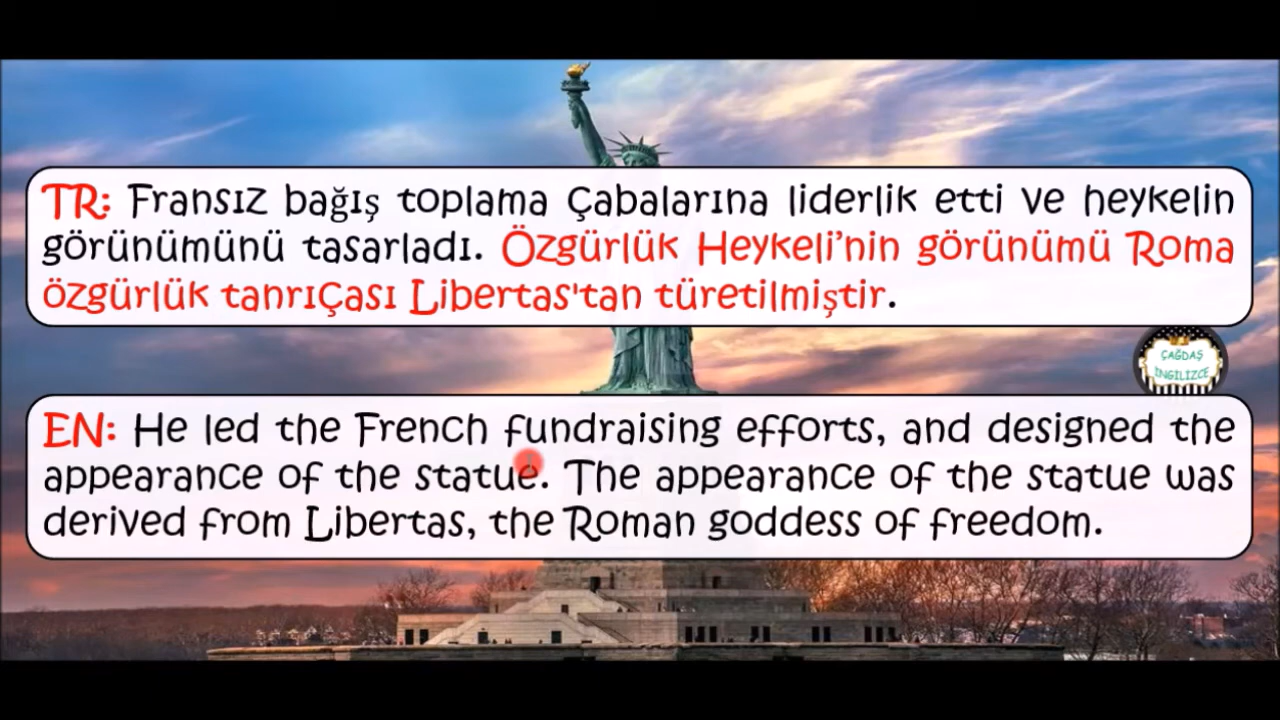 TR: Fransız bağış toplama çabalarına liderlik etti ve heykelin
görünümünü tasarladı. Özgürlük Heykeli’nin görünümü Roma
özgürlük tanrıçası Libertas'tan türetilmiştir.
ÇAĞDAŞ
İNGİLİZCE
EN: He led the French fundraising efforts, and designed the
appearance of the statue. The appearance of the statue was
derived from Libertas, the Roman goddess of freedom.